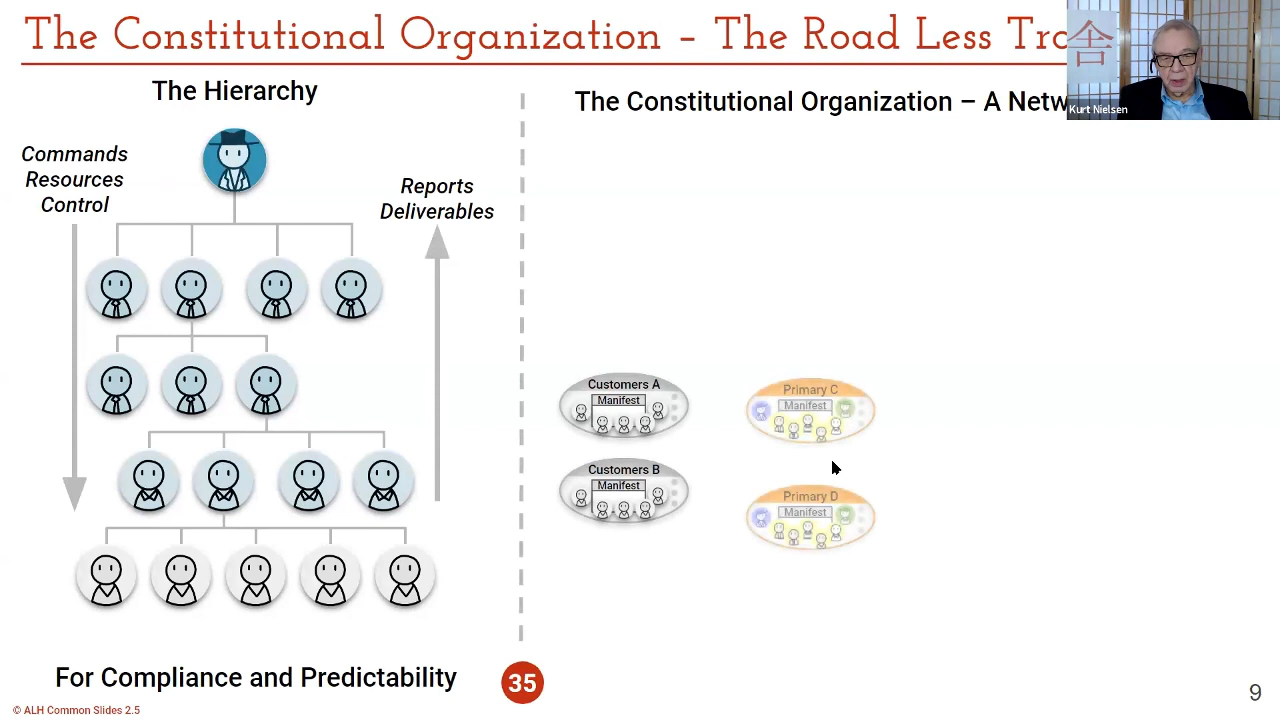 The Constitutional Organization – The Road Less Tra
The Hierarchy
Commands
Resources
Control
Reports
Deliverables
For Compliance and Predictability
35
© ALH Common Slides 2.5
The Constitutional Organization – A Netw
舍
Kurt Nielsen
Customers A
Manifest
Primary C
Manifest
Customers B
Manifest
Primary D
Manifest
9